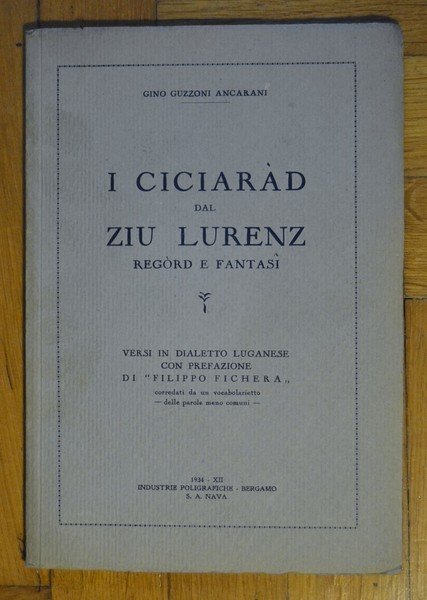 GINO GUZZONI ANCARANI
I CICIARÀD
DAL
ZIU LURENZ
REGÒRD E FANTASÌ
VERSI IN DIALETTO LUGANESE
CON PREFAZIONE
DI "FILIPPO FICHERA„
corredati da un vocabolarietto
— delle parole meno comuni —
1934 - XII
INDUSTRIE POLIGRAFICHE - BERGAMO
S. A. NAVA